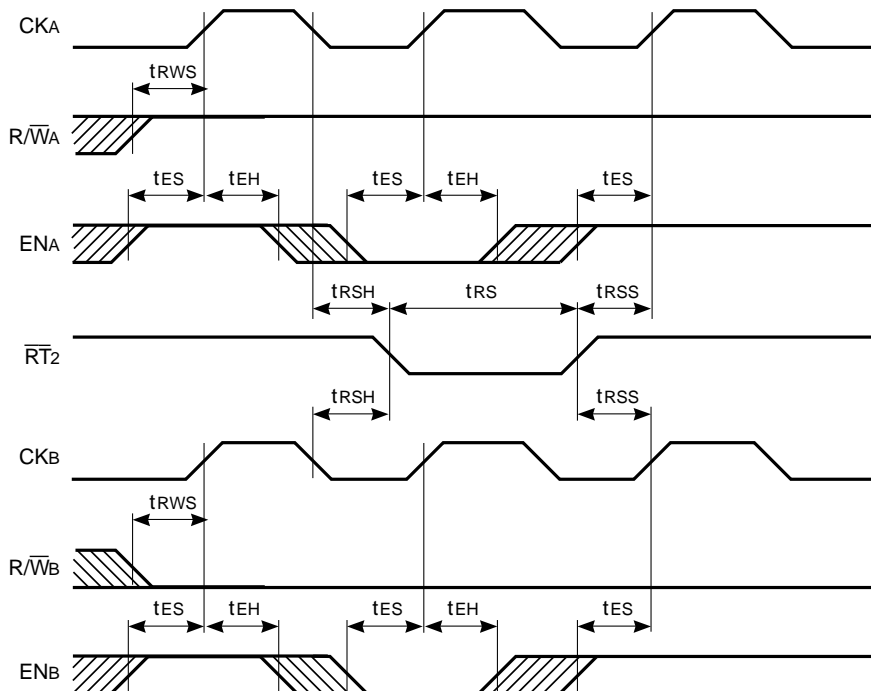 CKA
tRWS
R/W̅A
tES tEH tES tEH tES
ENA
tRSH tRS tRSS
R̅T̅2
tRSH tRSS
CKB
tRWS
R/W̅B
tES tEH tES tEH tES
ENB